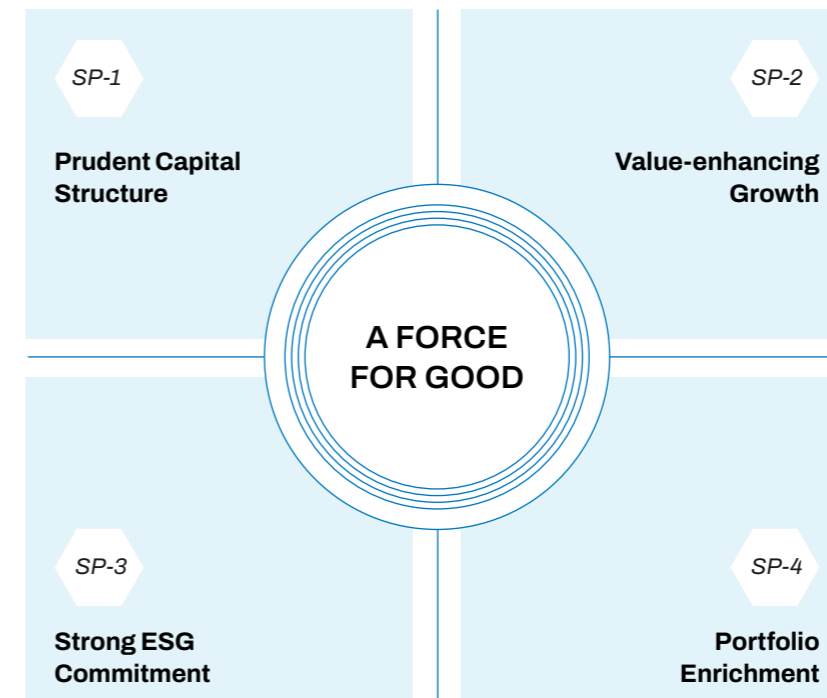 SP-1
Prudent Capital
Structure
SP-2
Value-enhancing
Growth
A FORCE
FOR GOOD
SP-3
Strong ESG
Commitment
SP-4
Portfolio
Enrichment